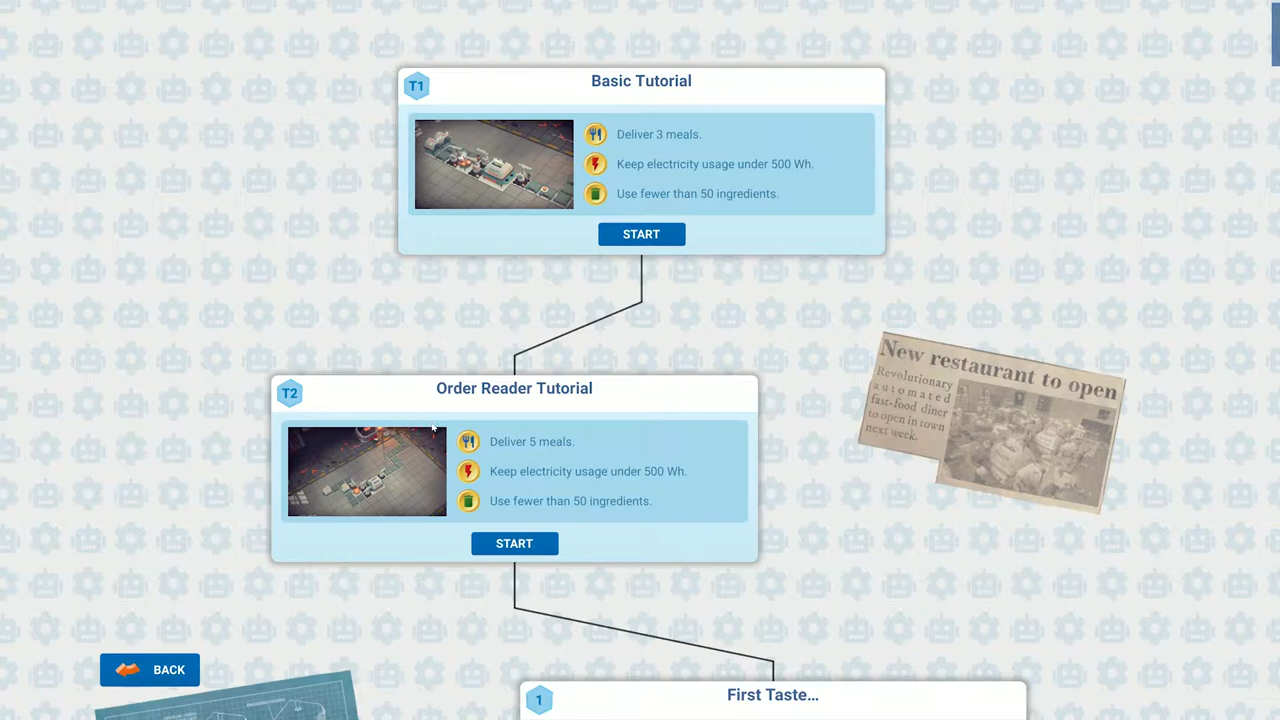 T1
Basic Tutorial
Deliver 3 meals.
Keep electricity usage under 500 Wh.
Use fewer than 50 ingredients.
START
New restaurant to open
Revolutionary
automated
fast-food diner
to open in town
next week.
T2
Order Reader Tutorial
Deliver 5 meals.
Keep electricity usage under 500 Wh.
Use fewer than 50 ingredients.
START
BACK
1
First Taste...